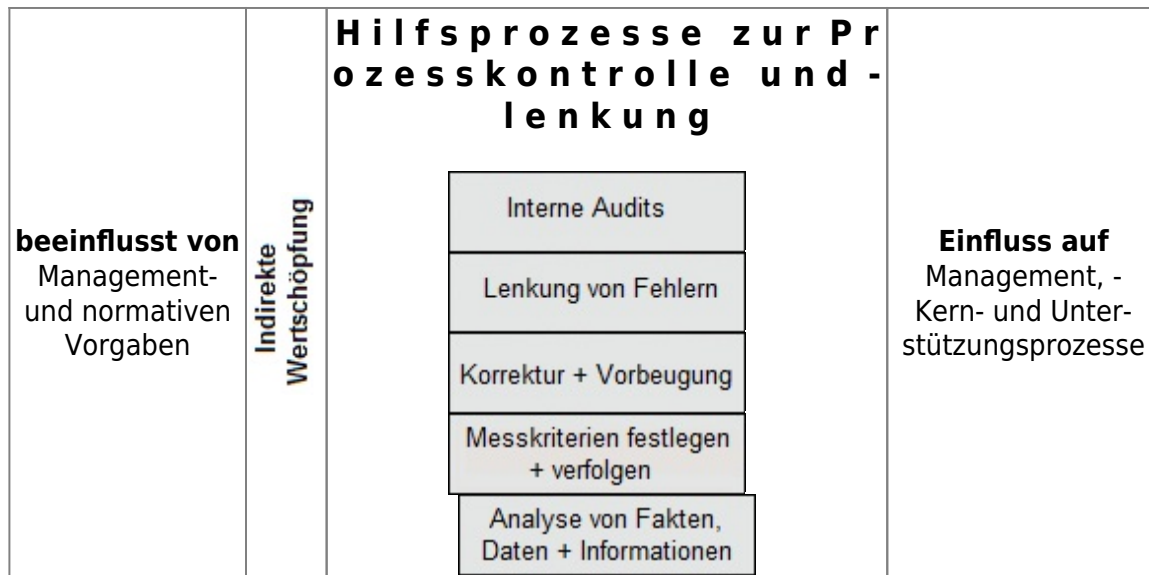 beeinflusst von
Management-
und normativen
Vorgaben
Indirekte
Wertschöpfung
Hilfsprozesse zur Pr
ozesskontrolle und -
lenkung
Interne Audits
Lenkung von Fehlern
Korrektur + Vorbeugung
Messkriterien festlegen
+ verfolgen
Analyse von Fakten,
Daten + Informationen
Einfluss auf
Management, -
Kern- und Unter-
stützungsprozesse